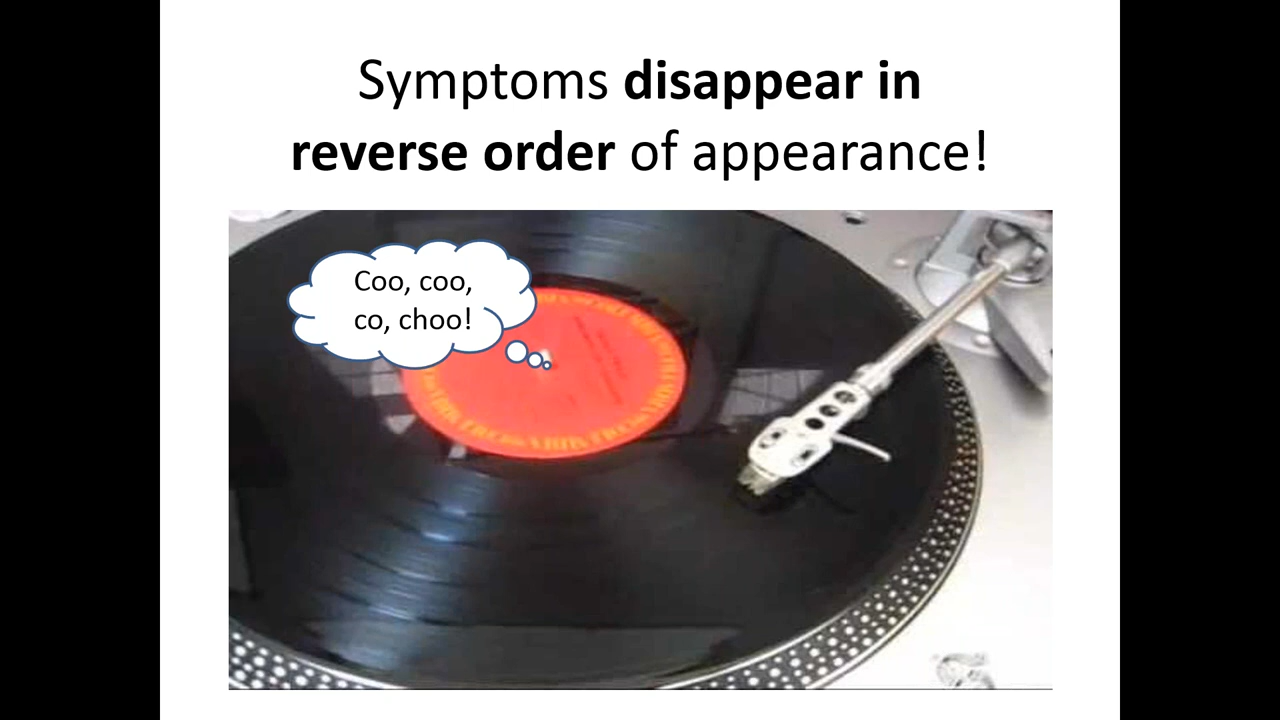 Symptoms disappear in
reverse order of appearance!
Coo, coo,
co, choo!